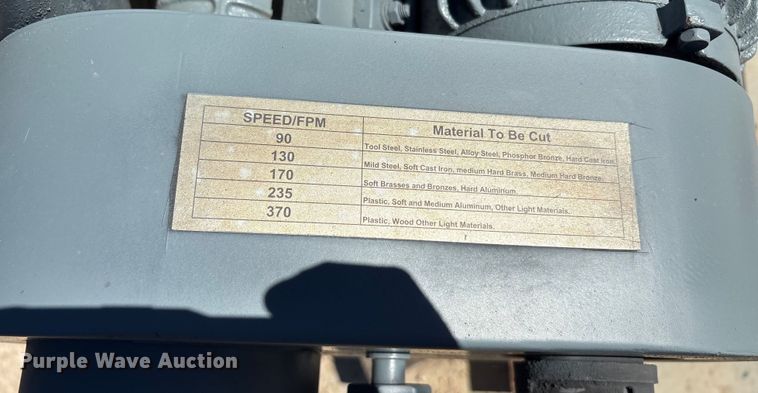 SPEED/FPM Material To Be Cut
90 Tool Steel, Stainless Steel, Alloy Steel, Phosphor Bronze, Hard Cast Iron.
130 Mild Steel, Soft Cast Iron, medium Hard Brass, Medium Hard Bronze.
170 Soft Brasses and Bronzes, Hard Aluminum.
235 Plastic, Soft and Medium Aluminum, Other Light Materials.
370 Plastic, Wood Other Light Materials.
Purple Wave Auction